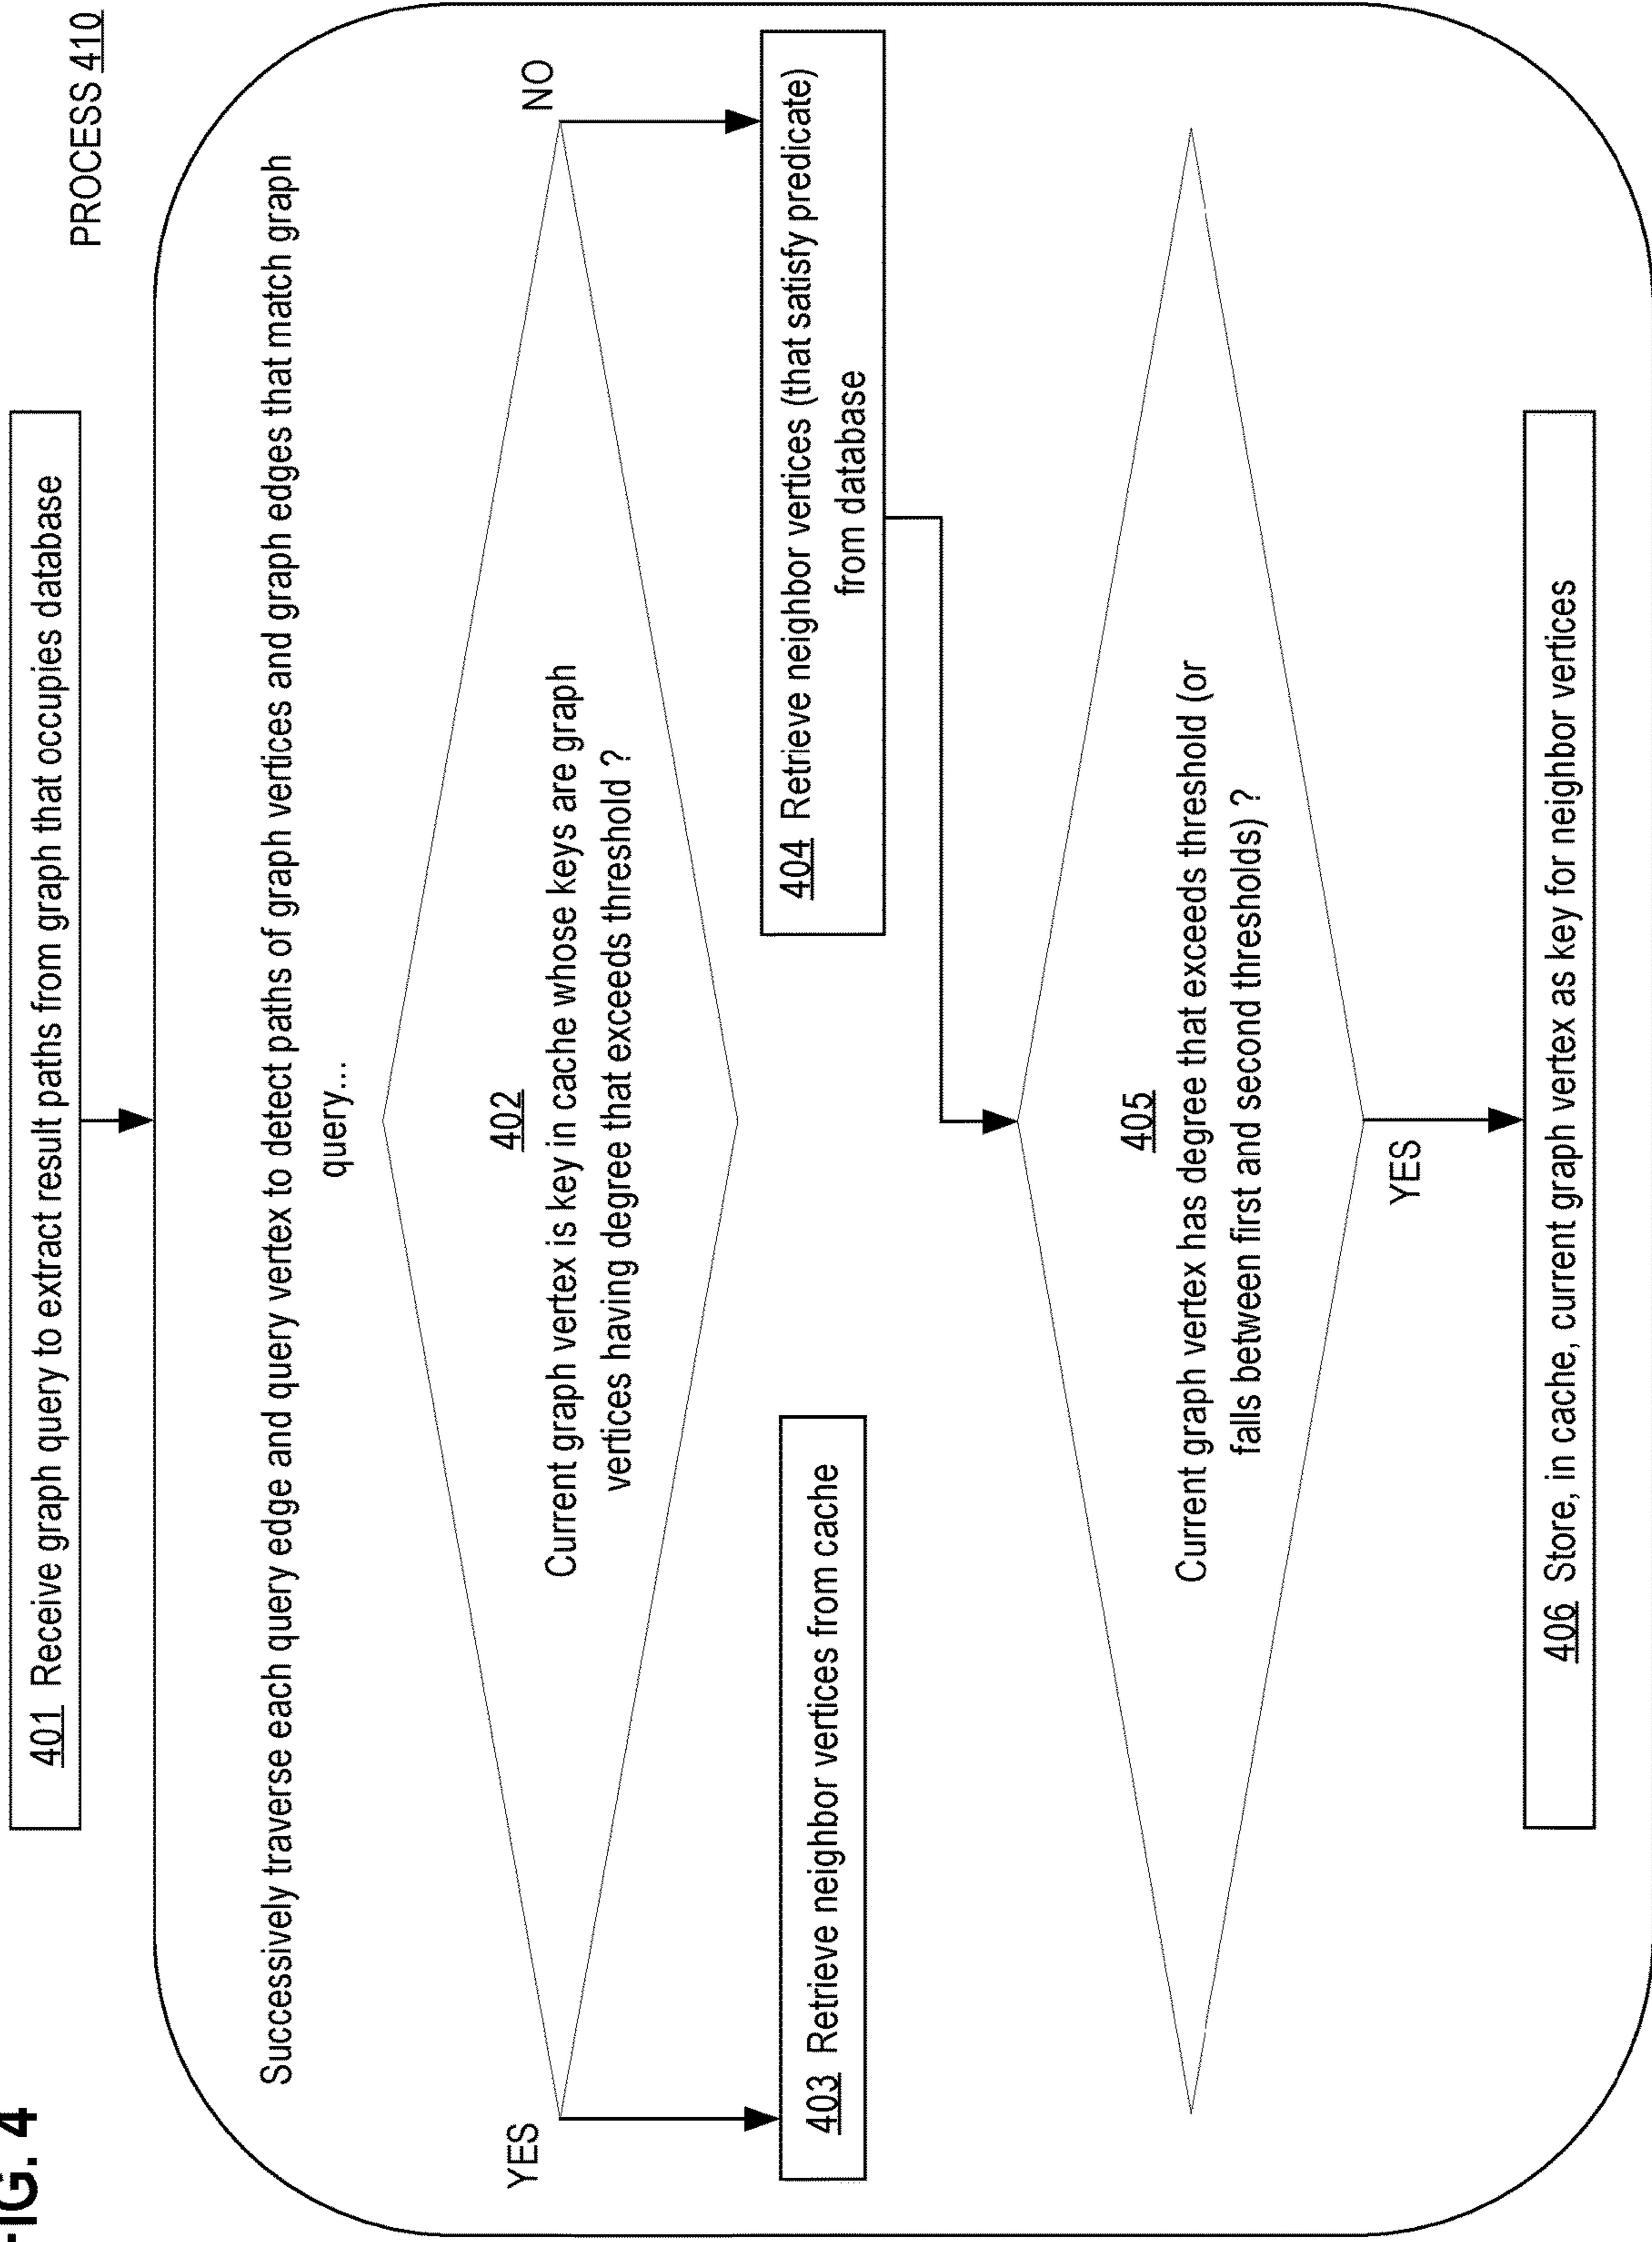 FIG. 4
PROCESS 410
401 Receive graph query to extract result paths from graph that occupies database
Successively traverse each query edge and query vertex to detect paths of graph vertices and graph edges that match graph
query...
402
Current graph vertex is key in cache whose keys are graph
vertices having degree that exceeds threshold ?
YES
NO
403 Retrieve neighbor vertices from cache
404 Retrieve neighbor vertices (that satisfy predicate)
from database
405
Current graph vertex has degree that exceeds threshold (or
falls between first and second thresholds) ?
YES
406 Store, in cache, current graph vertex as key for neighbor vertices